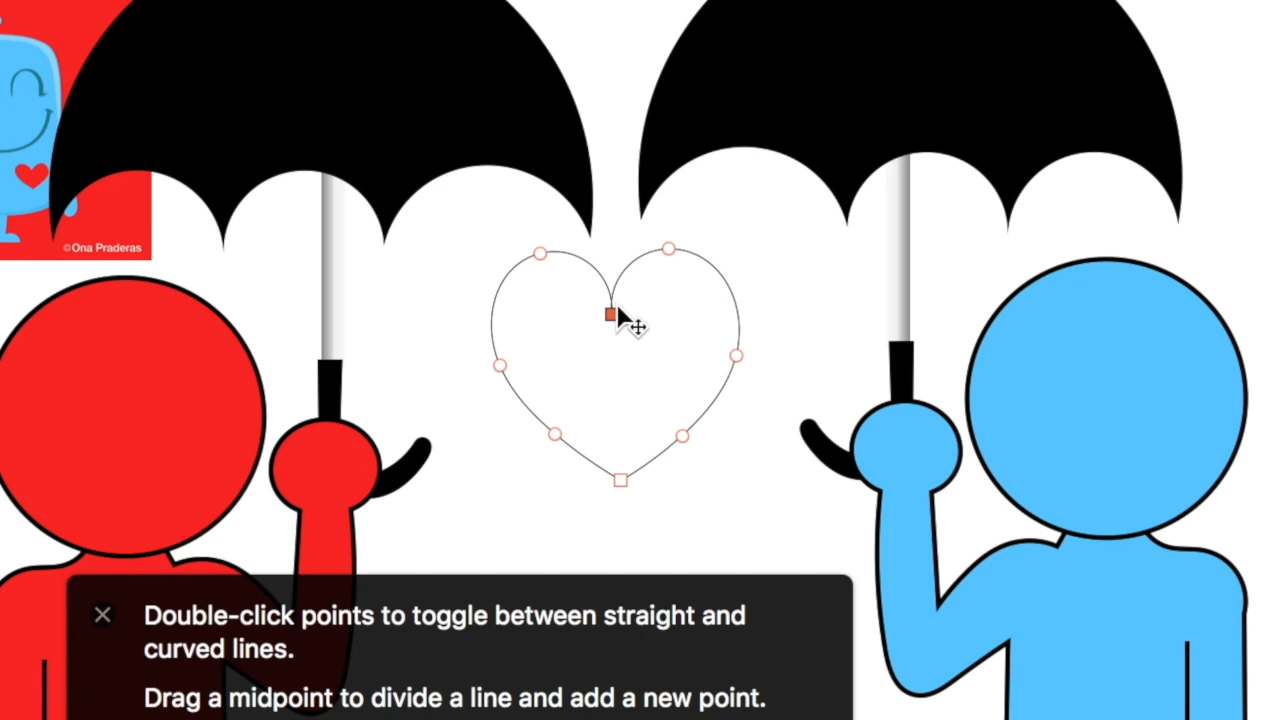 ©Ona Praderas
Double-click points to toggle between straight and
curved lines.
Drag a midpoint to divide a line and add a new point.